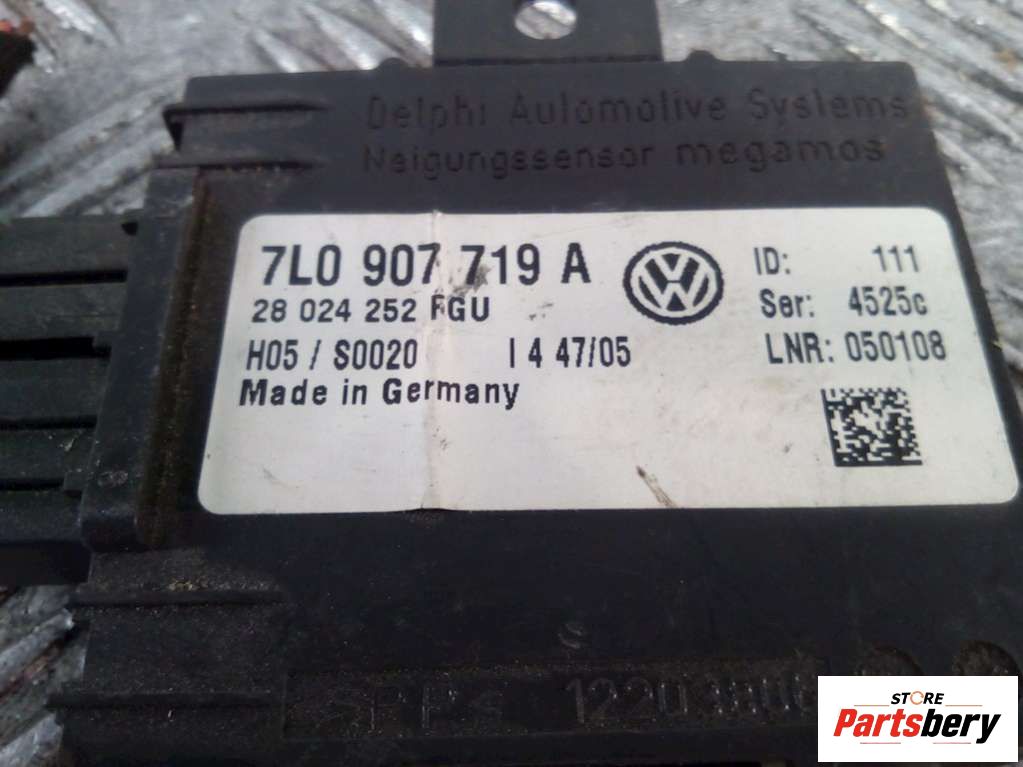 Delphi Automotive Systems
Neigungssensor megamos
7L0 907 719 A
28 024 252 FGU
H05 / S0020 I 4 47/05
Made in Germany
VW
ID: 111
Ser: 4525c
LNR: 050108
S
STORE
Partsbery